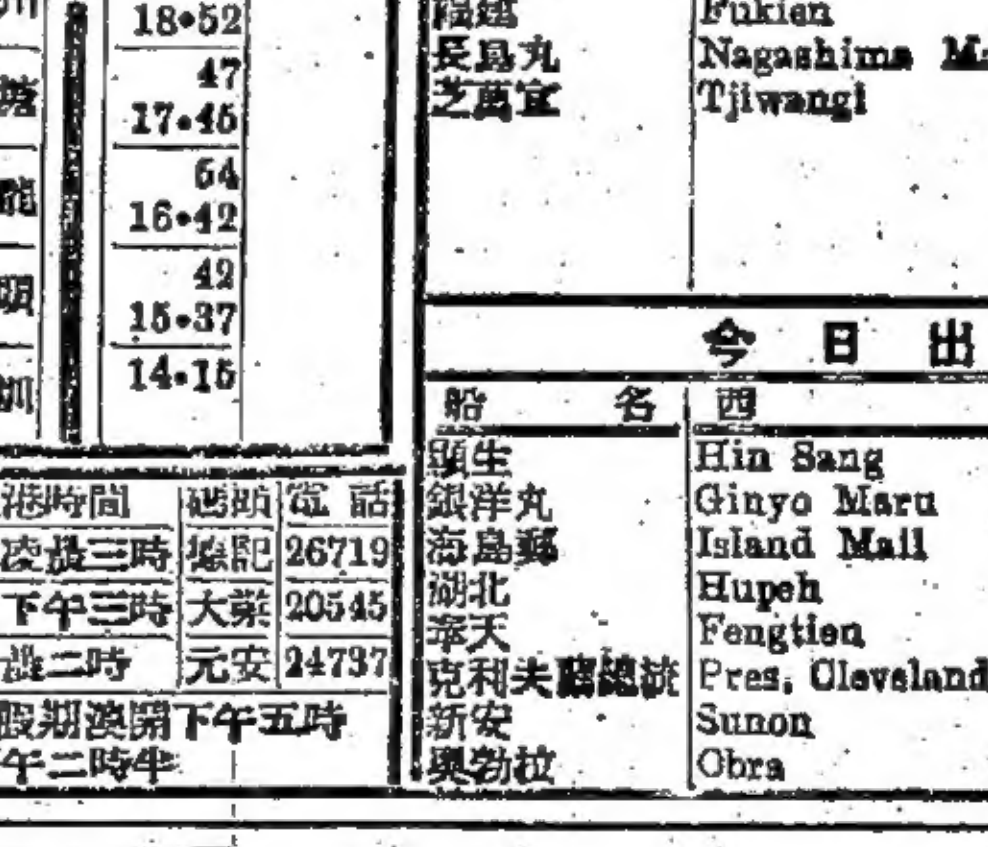 18•52
47
17•45
54
16•42
42
15•37
14•15
福建 Fukien
長島丸 Nagashima
芝萬宜 Tjiwangi
今日出
船名 西
顯生 Hin Sang
銀洋丸 Ginyo Maru
海島郵 Island Mail
湖北 Hupeh
奉天 Fengtien
克利夫蘭總統 Pres. Cleveland
新安 Sunon
奧勃拉 Obra
港時間 碼頭 電話
凌晨三時 26719
下午三時 20545
二時 元安 24737
假期澳開下午五時
午二時半